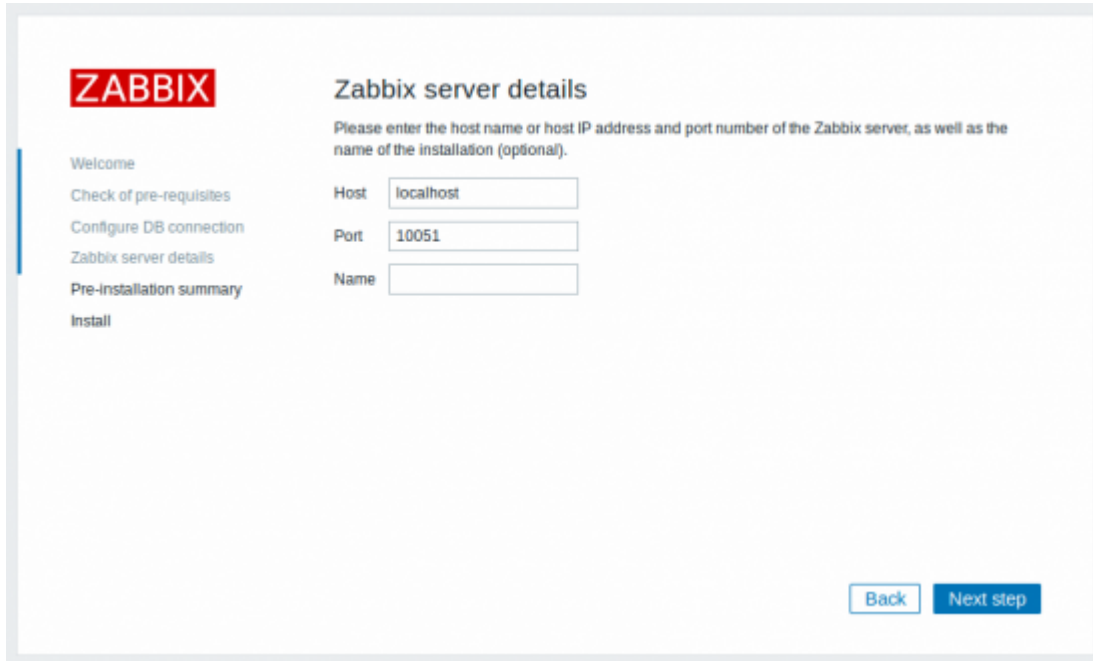 ZABBIX
Welcome
Check of pre-requisites
Configure DB connection
Zabbix server details
Pre-installation summary
Install
Zabbix server details
Please enter the host name or host IP address and port number of the Zabbix server, as well as the
name of the installation (optional).
Host localhost
Port 10051
Name
Back Next step